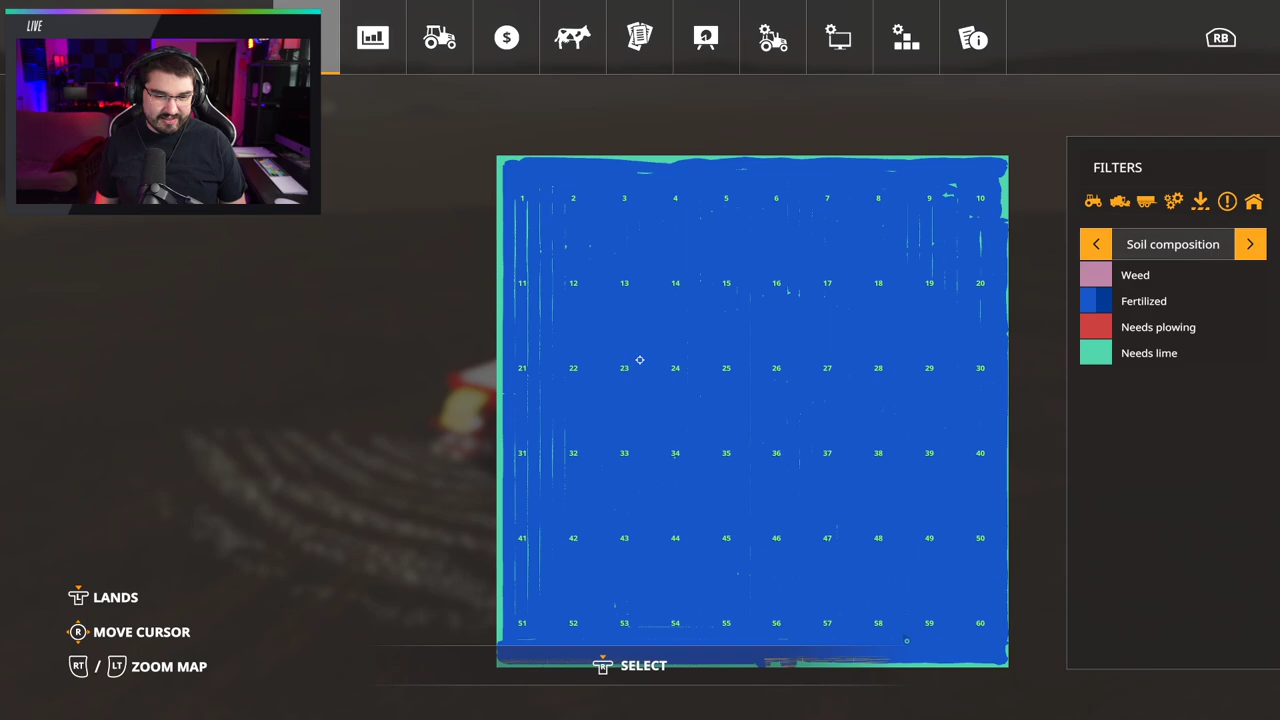 LIVE
$
RB
FILTERS
Soil composition
Weed
Fertilized
Needs plowing
Needs lime
1 2 3 4 5 6 7 8 9 10
11 12 13 14 15 16 17 18 19 20
21 22 23 24 25 26 27 28 29 30
31 32 33 34 35 36 37 38 39 40
41 42 43 44 45 46 47 48 49 50
51 52 53 54 55 56 57 58 59 60
L LANDS
R MOVE CURSOR
RT / LT ZOOM MAP
R SELECT